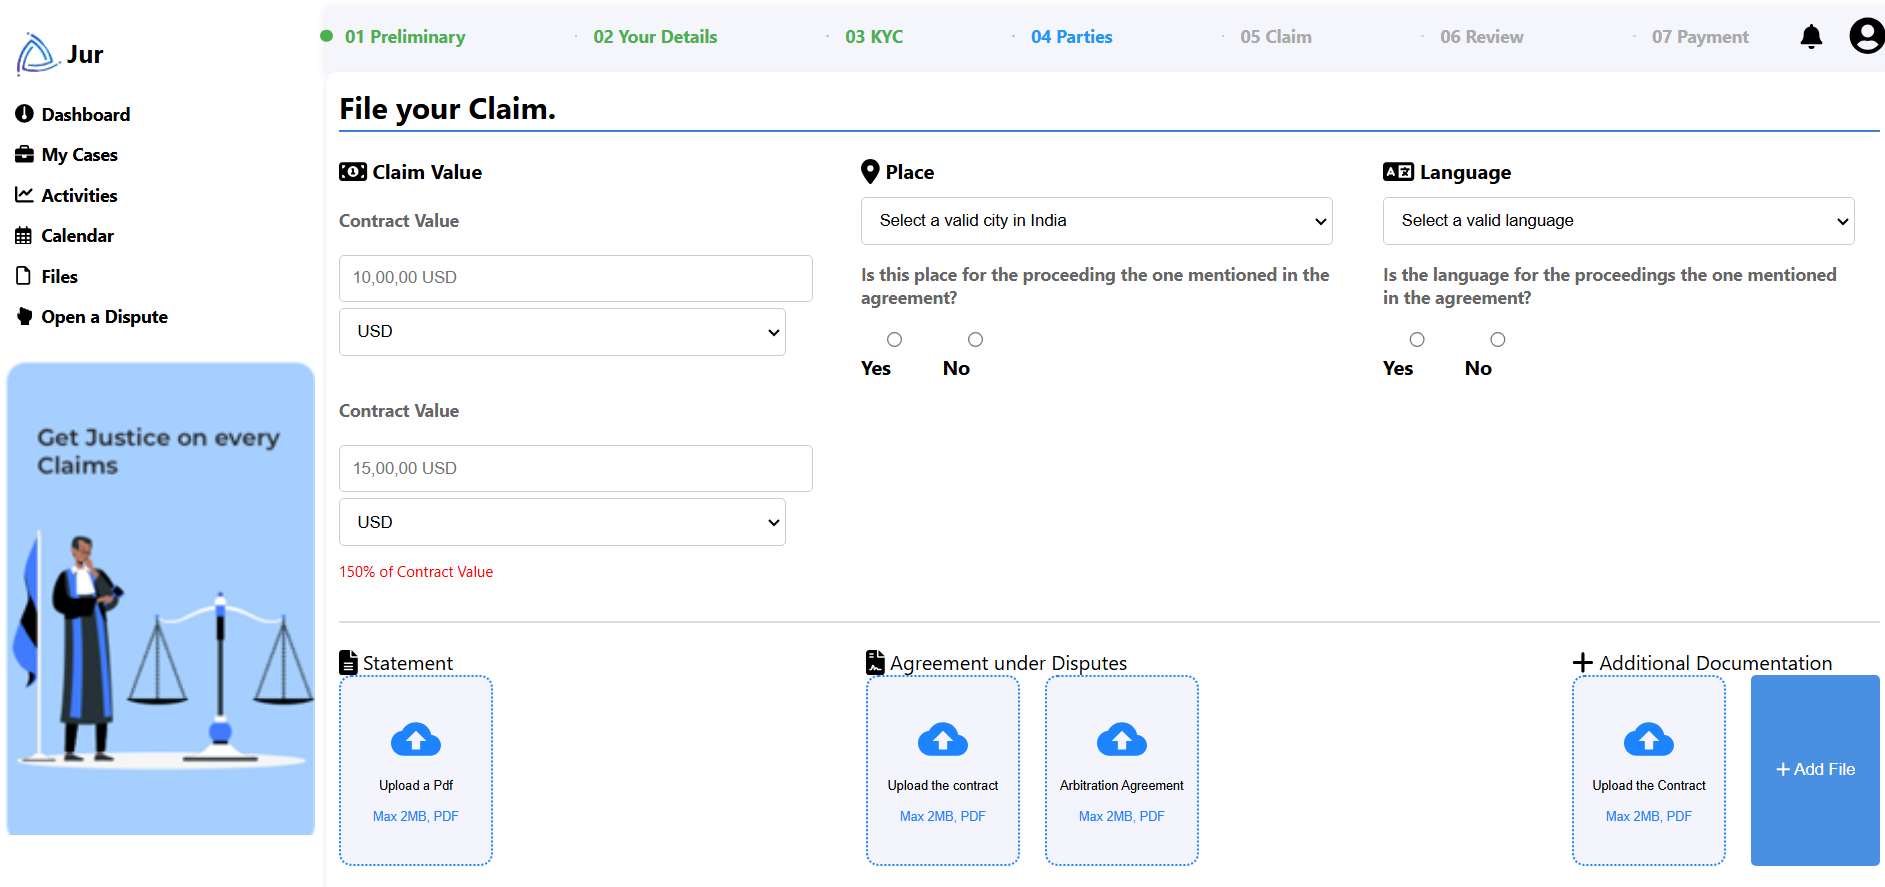 Jur
Dashboard
My Cases
Activities
Calendar
Files
Open a Dispute
Get Justice on every
Claims
01 Preliminary
02 Your Details
03 KYC
04 Parties
05 Claim
06 Review
07 Payment
File your Claim.
Claim Value
Contract Value
10,00,00 USD
USD
Contract Value
15,00,00 USD
USD
150% of Contract Value
Place
Select a valid city in India
Is this place for the proceeding the one mentioned in the
agreement?
Yes No
Language
Select a valid language
Is the language for the proceedings the one mentioned
in the agreement?
Yes No
Statement
Upload a Pdf
Max 2MB, PDF
Agreement under Disputes
Upload the contract
Max 2MB, PDF
Arbitration Agreement
Max 2MB, PDF
Additional Documentation
Upload the Contract
Max 2MB, PDF
+ Add File